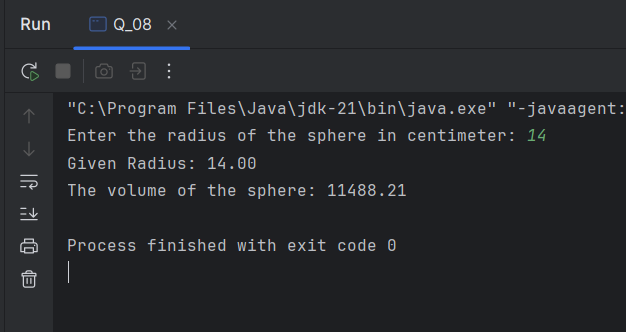 Run Q_08
"C:\Program Files\Java\jdk-21\bin\java.exe" "-javaagent:
Enter the radius of the sphere in centimeter: 14
Given Radius: 14.00
The volume of the sphere: 11488.21
Process finished with exit code 0